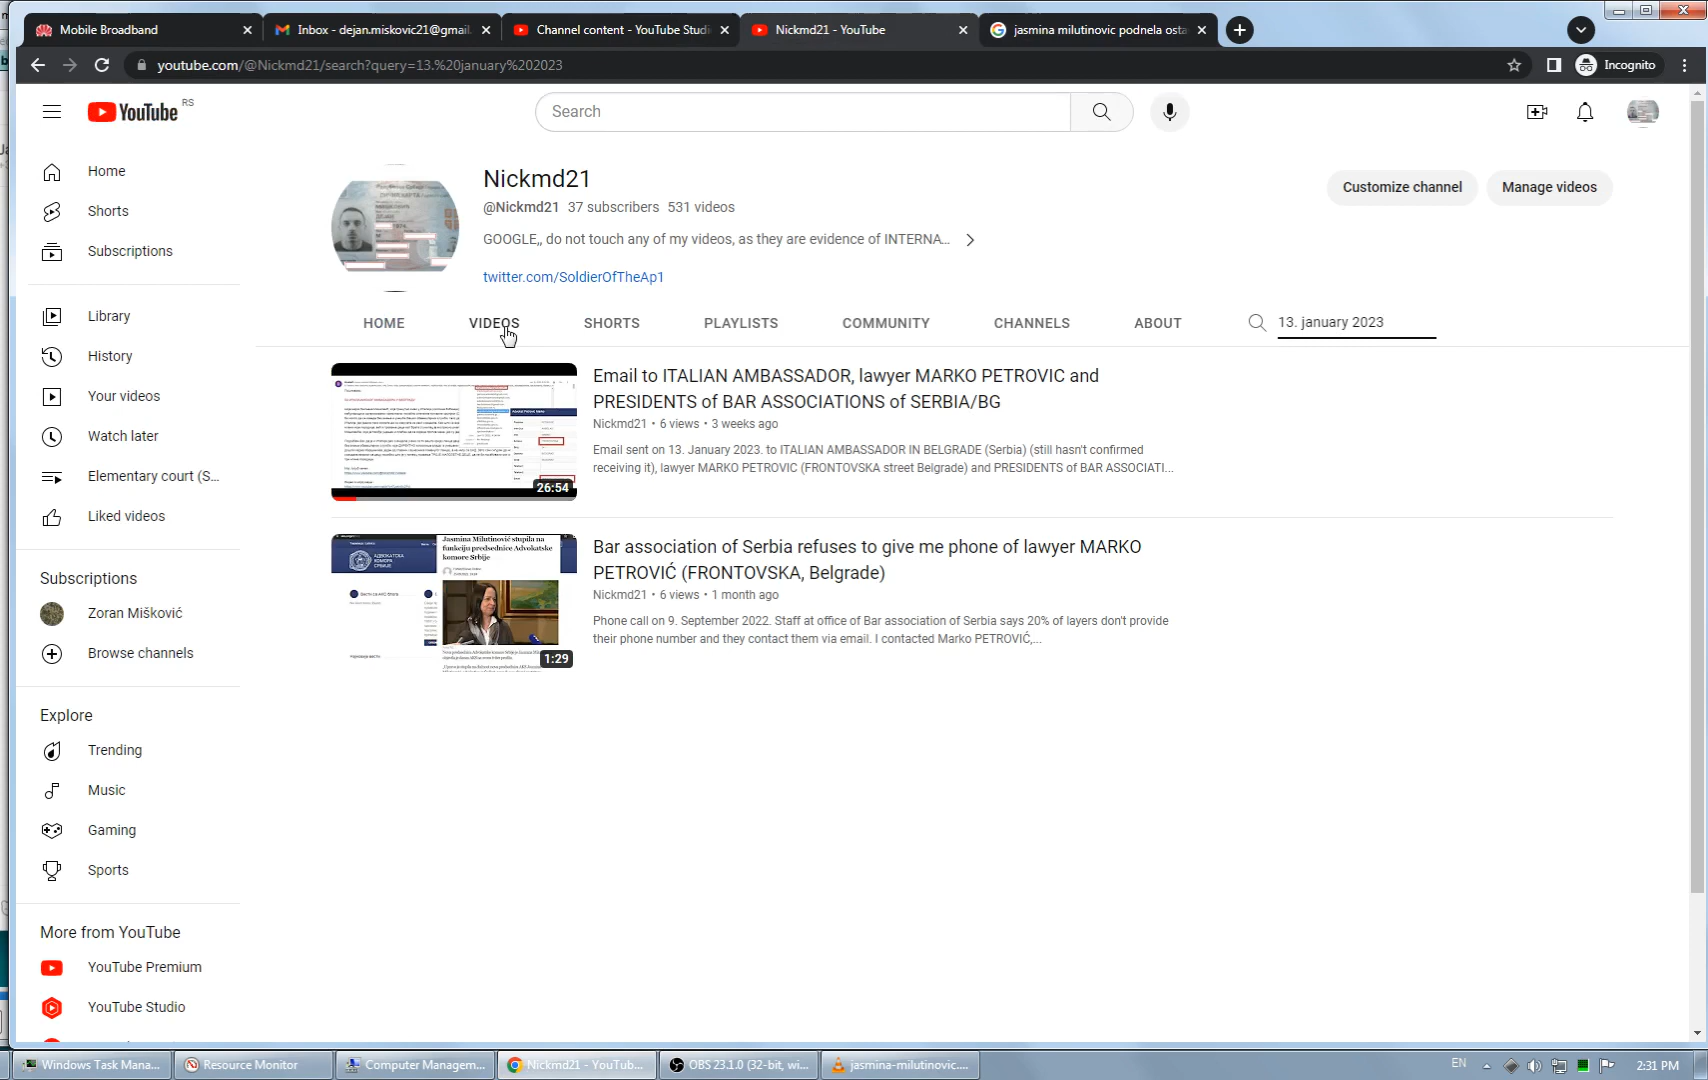 Mobile Broadband
Inbox - dejan.miskovic21@gmail.
Channel content - YouTube Studi
Nickmd21 - YouTube
jasmina milutinovic podnela osta
youtube.com/@Nickmd21/search?query=13.%20january%202023
Incognito
YouTube RS
Search
Home
Shorts
Subscriptions
Library
History
Your videos
Watch later
Elementary court (S...
Liked videos
Subscriptions
Zoran Mišković
Browse channels
Explore
Trending
Music
Gaming
Sports
More from YouTube
YouTube Premium
YouTube Studio
Nickmd21
@Nickmd21 37 subscribers 531 videos
GOOGLE,, do not touch any of my videos, as they are evidence of INTERNA...
twitter.com/SoldierOfTheAp1
Customize channel
Manage videos
HOME
VIDEOS
SHORTS
PLAYLISTS
COMMUNITY
CHANNELS
ABOUT
13. january 2023
26:54
Email to ITALIAN AMBASSADOR, lawyer MARKO PETROVIC and
PRESIDENTS of BAR ASSOCIATIONS of SERBIA/BG
Nickmd21 • 6 views • 3 weeks ago
Email sent on 13. January 2023. to ITALIAN AMBASSADOR IN BELGRADE (Serbia) (still hasn't confirmed
receiving it), lawyer MARKO PETROVIC (FRONTOVSKA street Belgrade) and PRESIDENTS of BAR ASSOCIATI...
АДВОКАТСКА
КОМОРА
СРБИЈЕ
Jasmina Milutinović stupila na
funkciju predsednice Advokatske
komore Srbije
1:29
Bar association of Serbia refuses to give me phone of lawyer MARKO
PETROVIĆ (FRONTOVSKA, Belgrade)
Nickmd21 • 6 views • 1 month ago
Phone call on 9. September 2022. Staff at office of Bar association of Serbia says 20% of layers don't provide
their phone number and they contact them via email. I contacted Marko PETROVIĆ,...
Windows Task Mana...
Resource Monitor
Computer Managem...
Nickmd21 - YouTub...
OBS 23.1.0 (32-bit, wi...
jasmina-milutinovic....
EN
2:31 PM